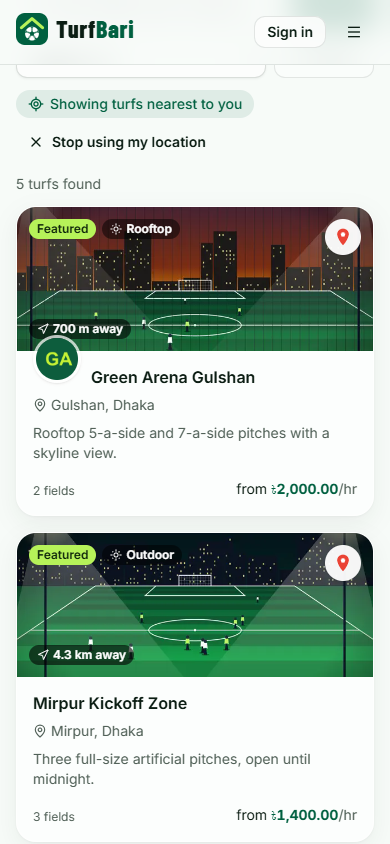 TurfBari
Sign in
Showing turfs nearest to you
Stop using my location
5 turfs found
Featured
Rooftop
700 m away
GA
Green Arena Gulshan
Gulshan, Dhaka
Rooftop 5-a-side and 7-a-side pitches with a
skyline view.
2 fields
from ৳2,000.00/hr
Featured
Outdoor
4.3 km away
Mirpur Kickoff Zone
Mirpur, Dhaka
Three full-size artificial pitches, open until
midnight.
3 fields
from ৳1,400.00/hr